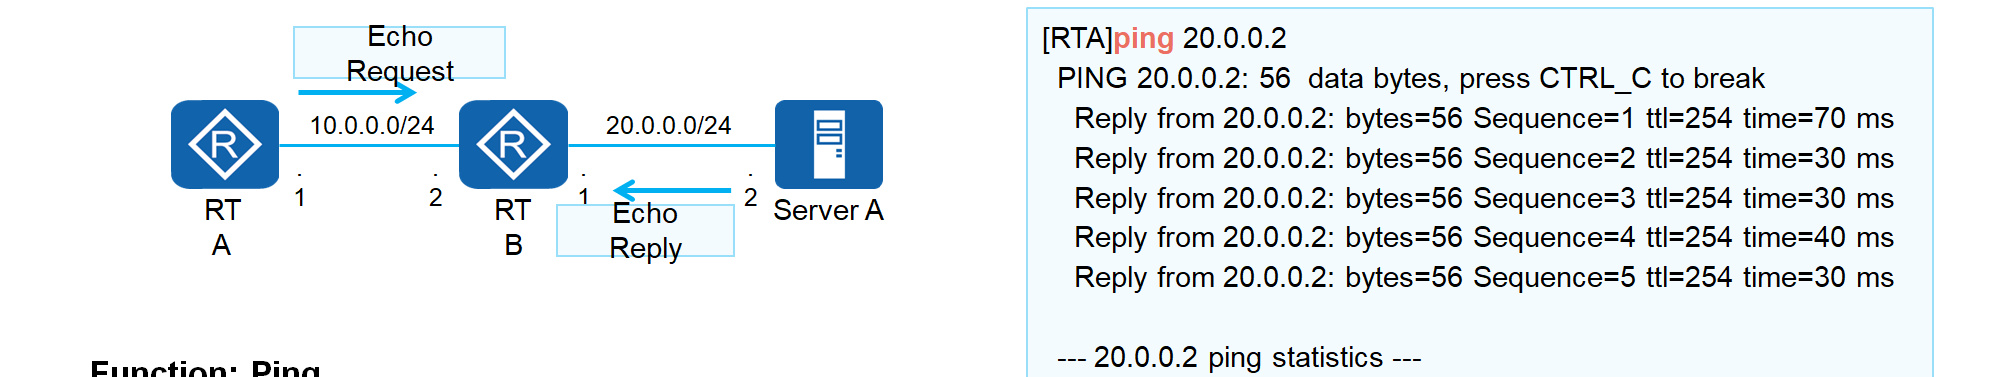 Echo
Request
10.0.0.0/24
20.0.0.0/24
R
R
.
1
.
2
.
1
.
2
RT
A
RT
B
Server A
Echo
Reply
Function: Ping
[RTA]ping 20.0.0.2
PING 20.0.0.2: 56  data bytes, press CTRL_C to break
Reply from 20.0.0.2: bytes=56 Sequence=1 ttl=254 time=70 ms
Reply from 20.0.0.2: bytes=56 Sequence=2 ttl=254 time=30 ms
Reply from 20.0.0.2: bytes=56 Sequence=3 ttl=254 time=30 ms
Reply from 20.0.0.2: bytes=56 Sequence=4 ttl=254 time=40 ms
Reply from 20.0.0.2: bytes=56 Sequence=5 ttl=254 time=30 ms
--- 20.0.0.2 ping statistics ---